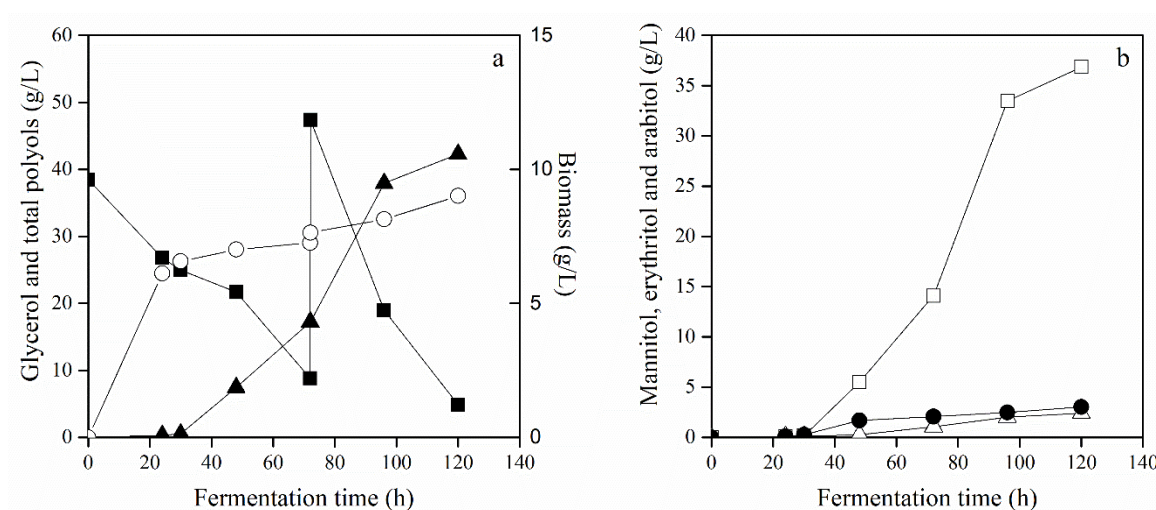 a
60
50
40
30
20
10
0
Glycerol and total polyols (g/L)
15
10
5
0
Biomass (g/L)
0 20 40 60 80 100 120 140
Fermentation time (h)
b
40
35
30
25
20
15
10
5
0
Mannitol, erythritol and arabitol (g/L)
0 20 40 60 80 100 120 140
Fermentation time (h)